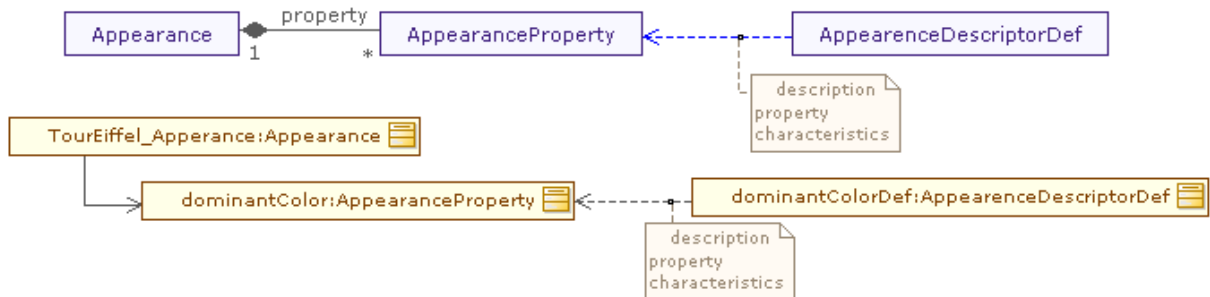 property
Appearance
AppearanceProperty
AppearenceDescriptorDef
1
*
description
property
characteristics
TourEiffel_Apperance:Appearance
dominantColor:AppearanceProperty
dominantColorDef:AppearenceDescriptorDef
description
property
characteristics